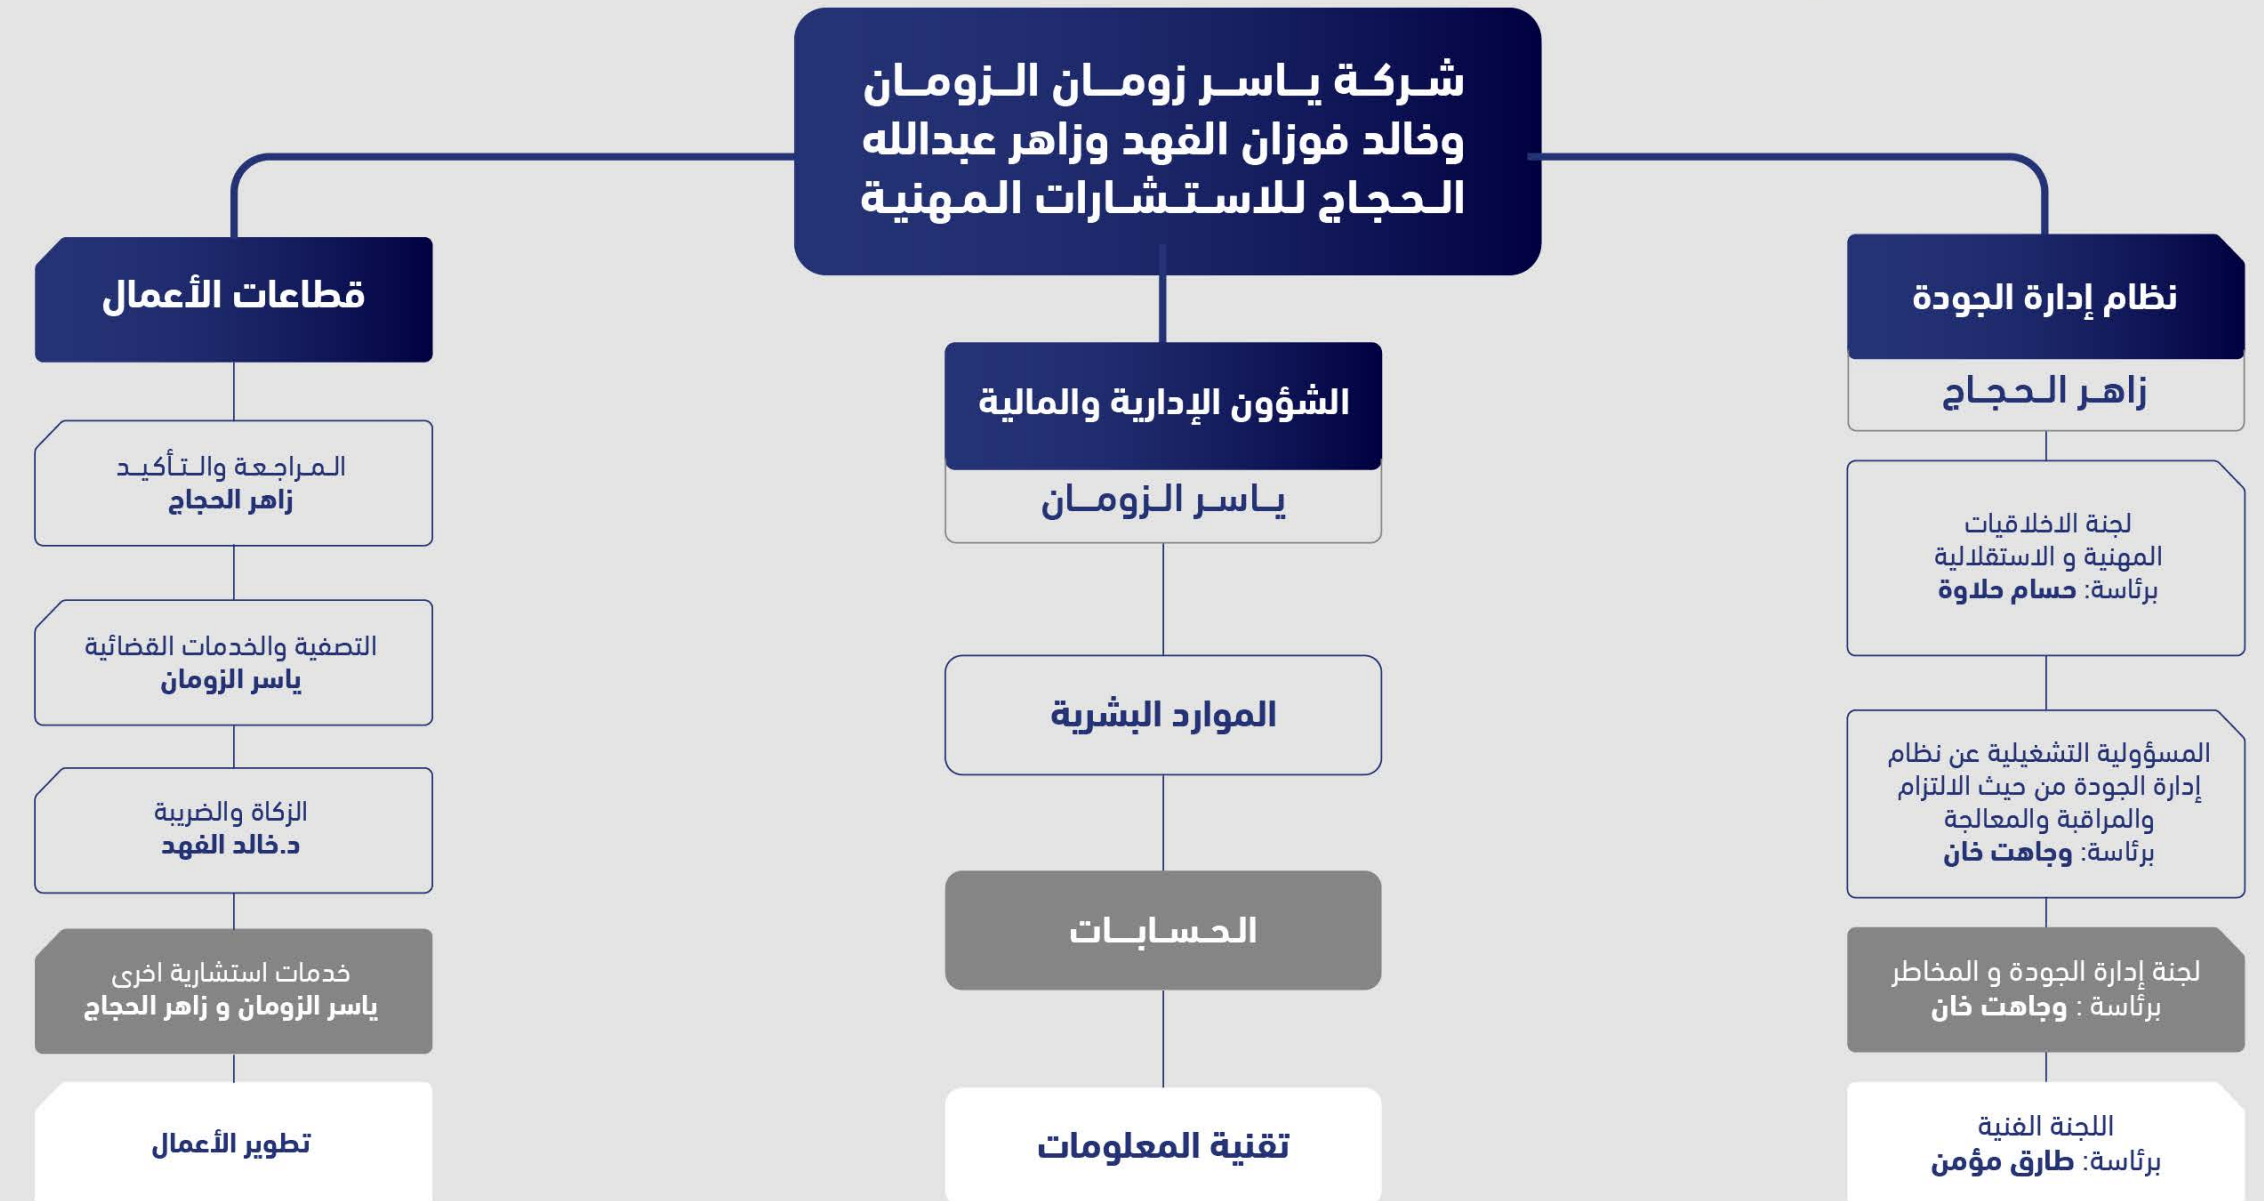 شركة ياسر زومان الزومان
وخالد فوزان الفهد وزاهر عبدالله
الحجاج للاستشارات المهنية
نظام إدارة الجودة
زاهر الحجاج
لجنة الاخلاقيات
المهنية و الاستقلالية
برئاسة: حسام حلاوة
المسؤولية التشغيلية عن نظام
إدارة الجودة من حيث الالتزام
والمراقبة والمعالجة
برئاسة: وجاهت خان
لجنة إدارة الجودة و المخاطر
برئاسة : وجاهت خان
اللجنة الفنية
برئاسة: طارق مؤمن
الشؤون الإدارية والمالية
ياسر الزومان
الموارد البشرية
الحسابات
تقنية المعلومات
قطاعات الأعمال
المراجعة والتأكيد
زاهر الحجاج
التصفية والخدمات القضائية
ياسر الزومان
الزكاة والضريبة
د.خالد الفهد
خدمات استشارية اخرى
ياسر الزومان و زاهر الحجاج
تطوير الأعمال